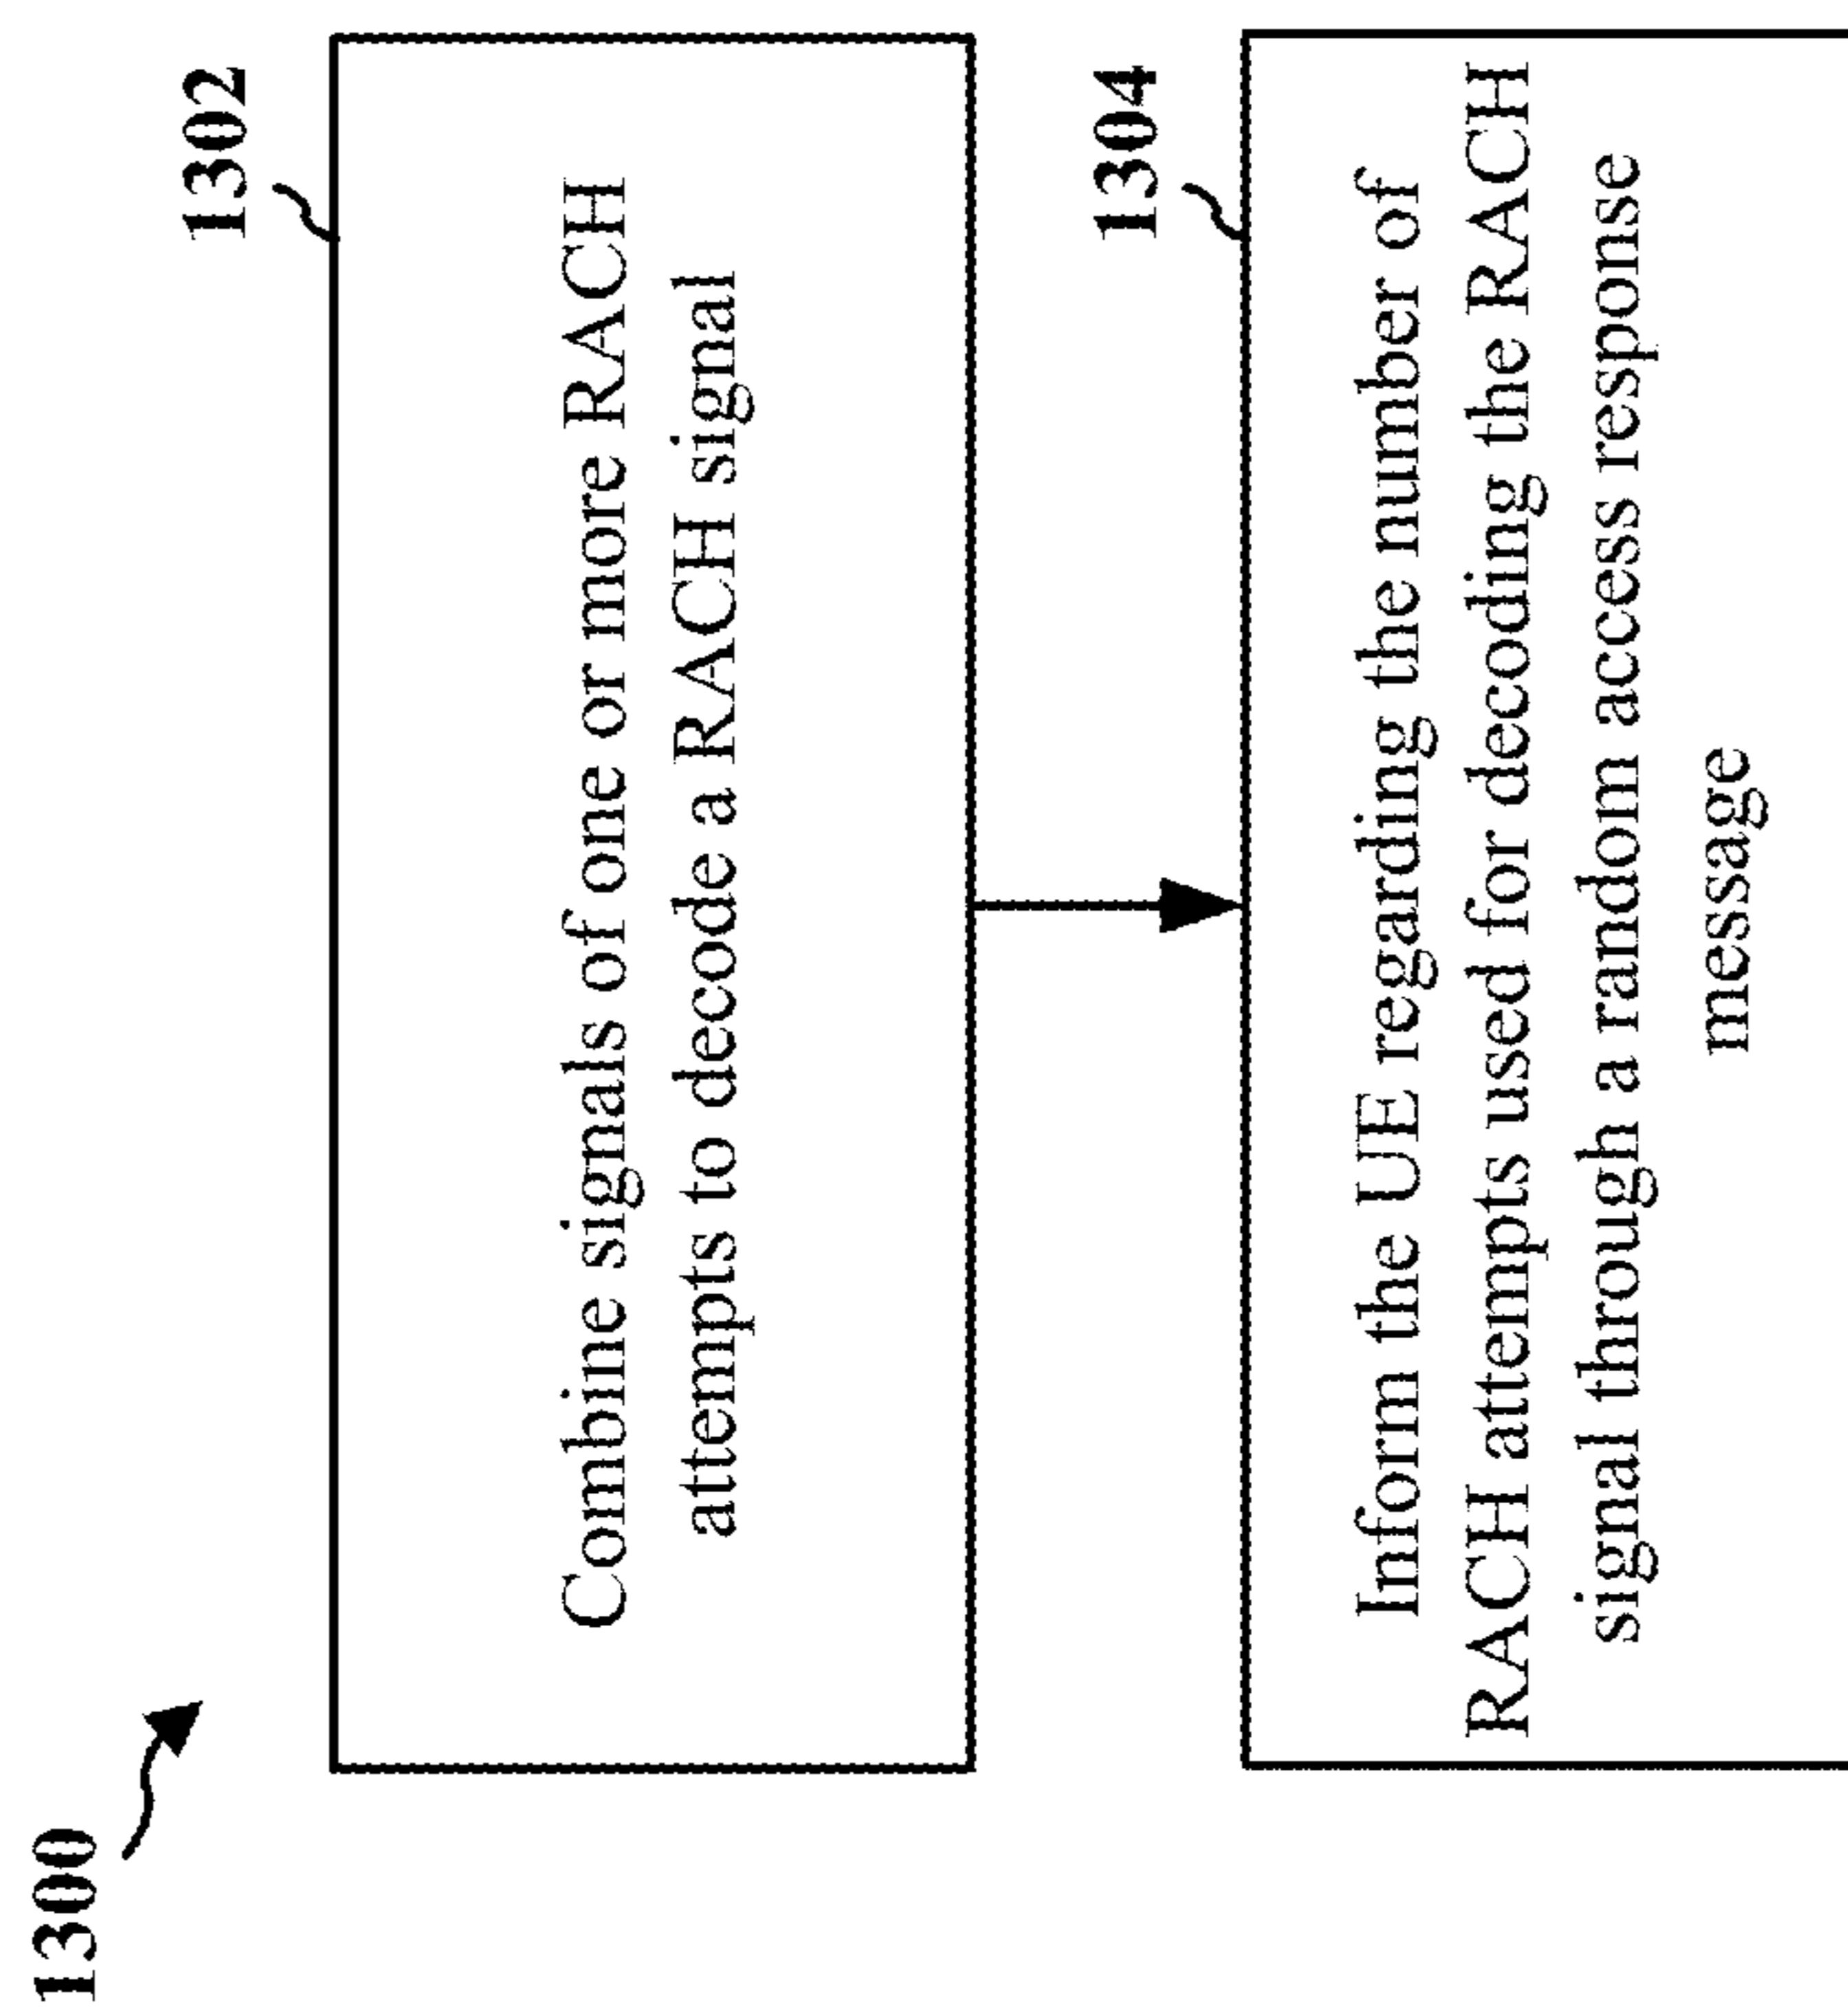 1300
1302
Combine signals of one or more RACH
attempts to decode a RACH signal
1304
Inform the UE regarding the number of
RACH attempts used for decoding the RACH
signal through a random access response
message